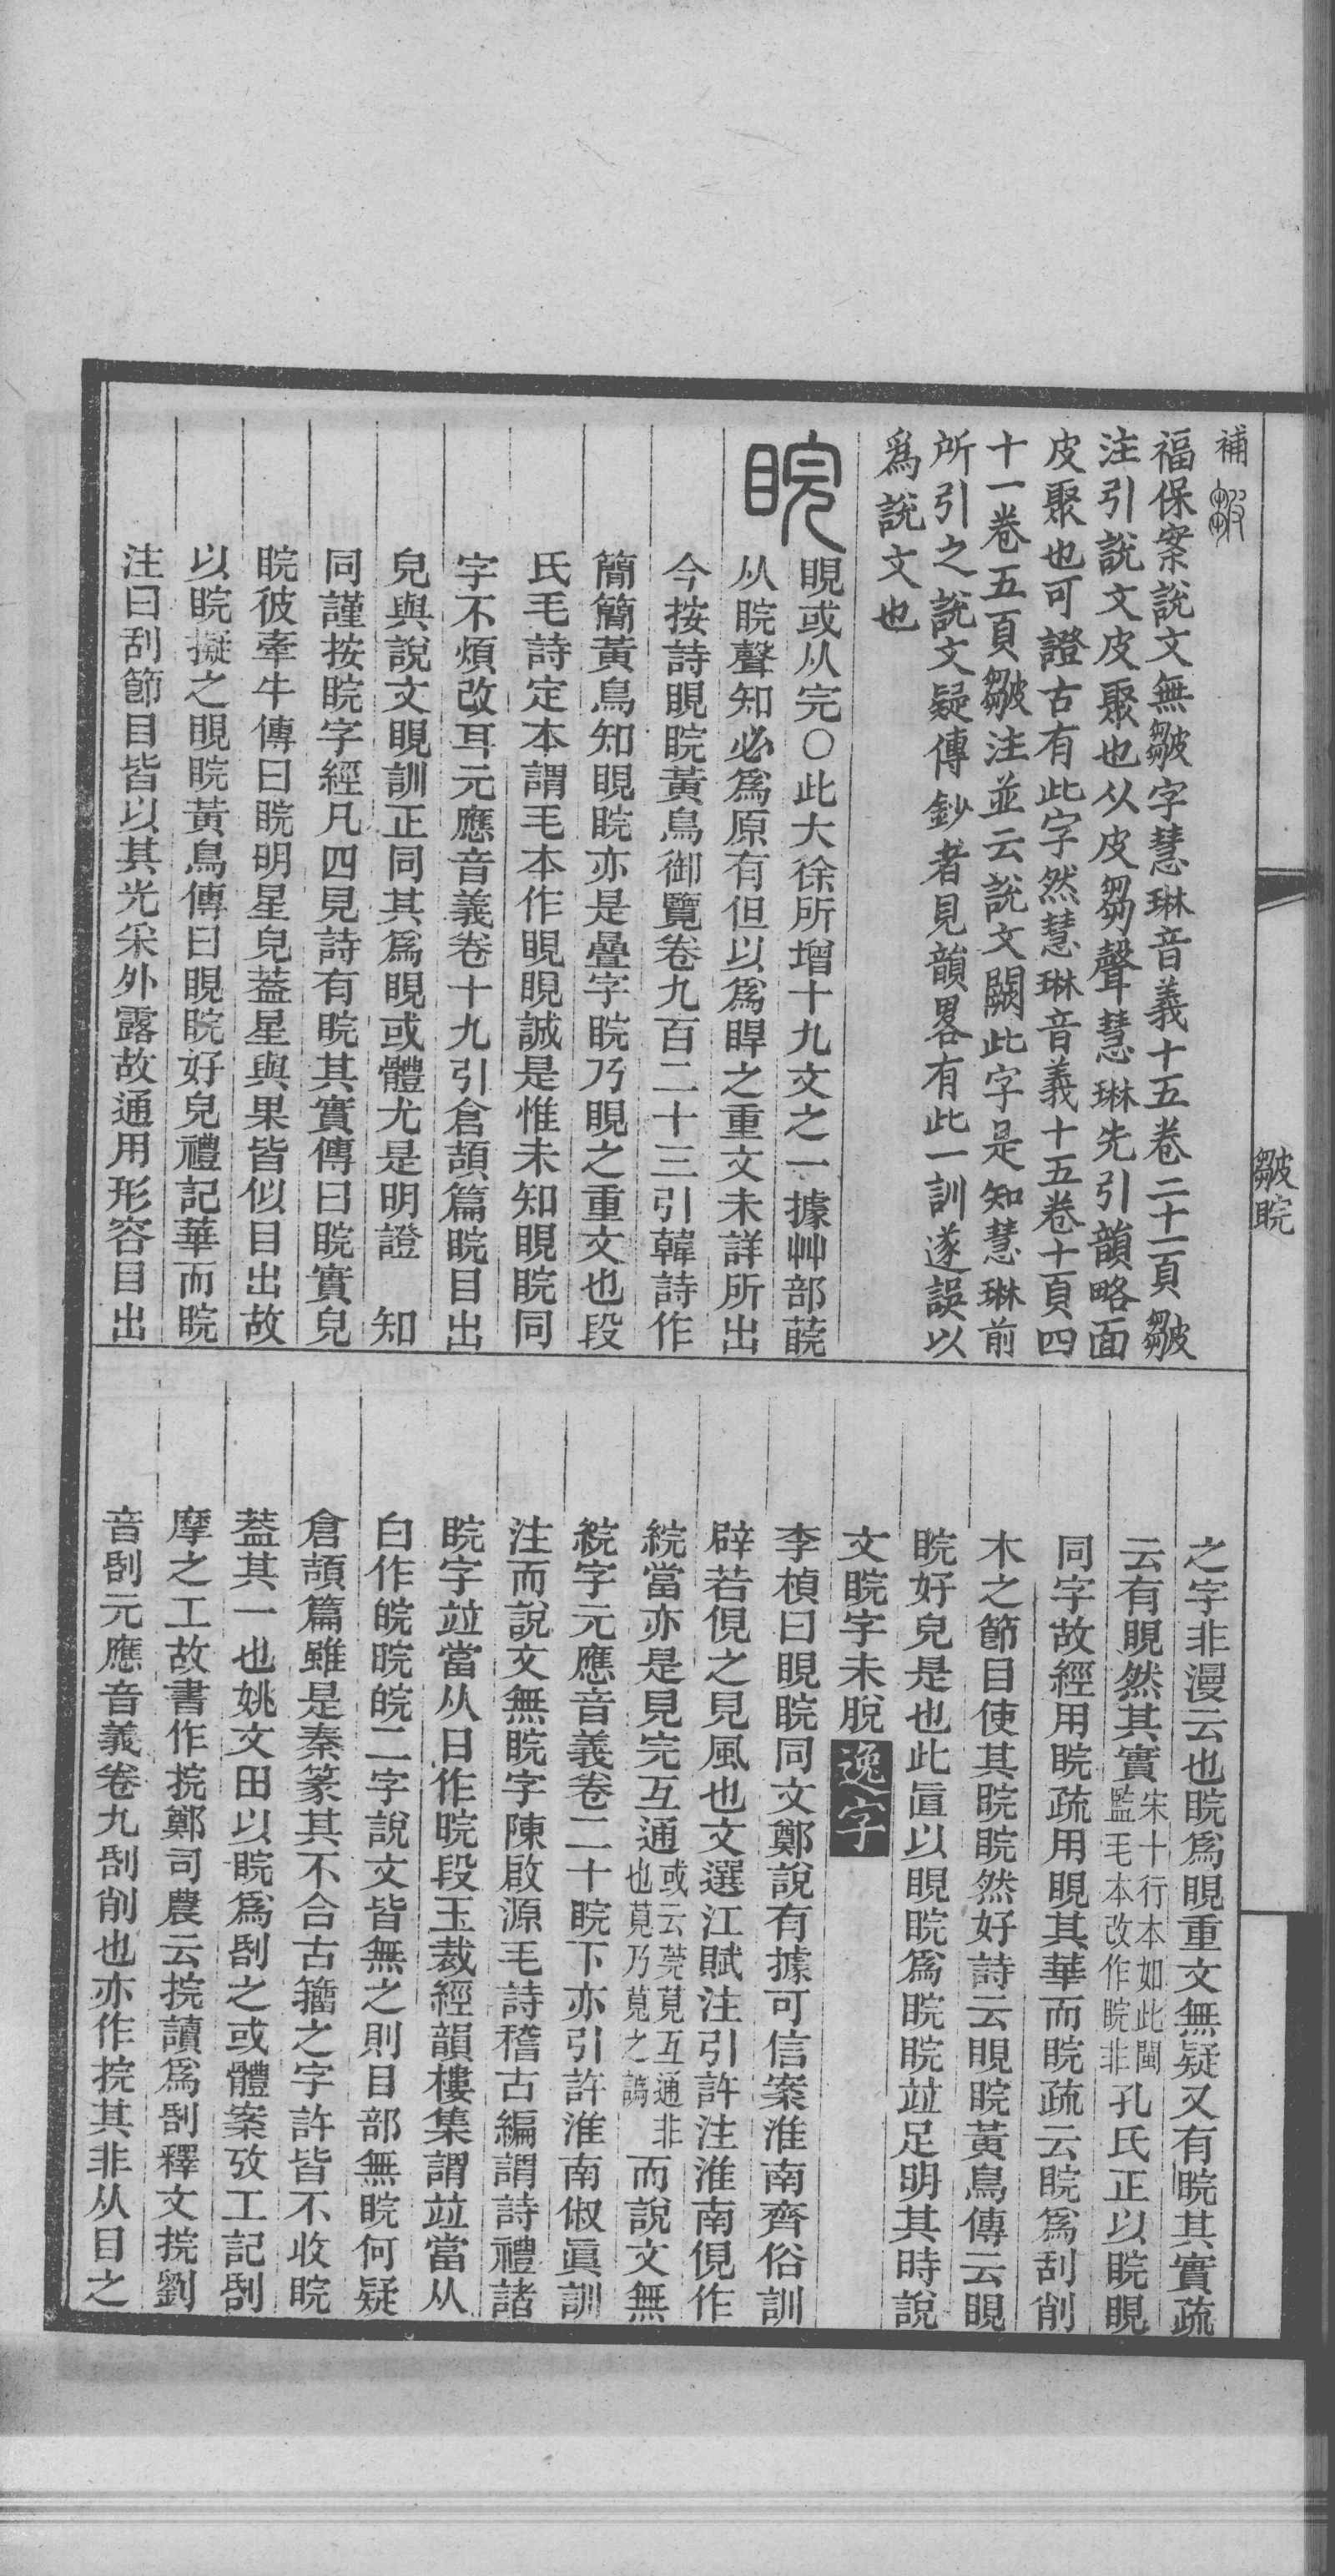 補
福保案說文無皺字慧琳音義十五卷二十一頁皺
注引說文皮聚也从皮芻聲慧琳先引韻略面
皮聚也可證古有此字然慧琳音義十五卷十一頁四
十一卷五頁皺注並云說文闕此字是知慧琳前
所引之說文疑傳鈔者見韻畧有此一訓遂誤以
爲說文也
睆
睍或从完○此大徐所增十九文之一據艸部莧
从睆聲知必爲原有但以爲睅之重文未詳所出
今按詩睍睆黃鳥御覽卷九百二十三引韓詩作
簡簡黃鳥知睍睆亦是疊字睆乃睍之重文也段
氏毛詩定本謂毛本作睍睍誠是惟未知睍睆同
字不煩改耳元應音義卷十九引倉頡篇睆目出
皃與說文睍訓正同其爲睍或體尤是明證 知
同謹按睆字經凡四見詩有睆其實傳曰睆實皃
睆彼牽牛傳曰睆明星皃葢星與果皆似目出故
以睆擬之睍睆黃鳥傳曰睍睆好皃禮記華而睆
注曰刮節目皆以其光采外露故通用形容目出
之字非漫云也睆爲睍重文無疑又有睆其實疏
云有睍然其實宋十行本如此閩監毛本改作睆非孔氏正以睆睍
同字故經用睆疏用睍其華而睆疏云睆爲刮削
木之節目使其睆睆然好詩云睍睆黃鳥傳云睍
睆好皃是也此直以睍睆爲睆睆竝足明其時說
文睆字未脫逸字
李楨曰睍睆同文鄭說有據可信案淮南齊俗訓
辟若俔之見風也文選江賦注引許注淮南俔作
綄當亦是見完互通或云莞莧互通非也莧乃萈之譌而說文無
綄字元應音義卷二十睆下亦引許淮南俶眞訓
注而說文無睆字陳啟源毛詩稽古編謂詩禮諸
睆字竝當从日作晥段玉裁經韻樓集謂竝當从
白作皖晥皖二字說文皆無之則目部無睆何疑
倉頡篇雖是秦篆其不合古籀之字許皆不收睆
葢其一也姚文田以睆爲刮之或體案攷工記刮
摩之工故書作捖鄭司農云捖讀爲刮釋文捖劉
音刮元應音義卷九刮削也亦作捖其非从目之
皺睆